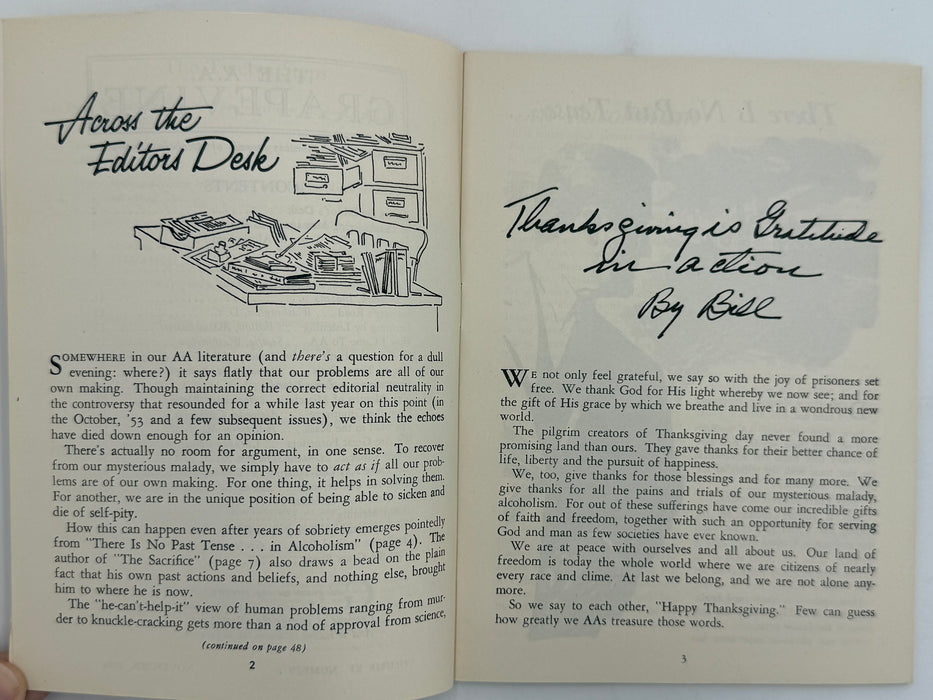 Across the
Editors Desk
SOMEWHERE in our AA literature (and there's a question for a dull
evening: where?) it says flatly that our problems are all of our
own making. Though maintaining the correct editorial neutrality in
the controversy that resounded for a while last year on this point (in
the October, '53 and a few subsequent issues), we think the echoes
have died down enough for an opinion.
There's actually no room for argument, in one sense. To recover
from our mysterious malady, we simply have to act as if all our prob-
lems are of our own making. For one thing, it helps in solving them.
For another, we are in the unique position of being able to sicken and
die of self-pity.
How this can happen even after years of sobriety emerges pointedly
from "There Is No Past Tense . . . in Alcoholism" (page 4). The
author of "The Sacrifice" (page 7) also draws a bead on the plain
fact that his own past actions and beliefs, and nothing else, brought
him to where he is now.
The "he-can't-help-it" view of human problems ranging from mur-
der to knuckle-cracking gets more than a nod of approval from science,
(continued on page 48)
2
Thanksgiving is Gratitude
in action
By Bill
WE not only feel grateful, we say so with the joy of prisoners set
free. We thank God for His light whereby we now see; and for
the gift of His grace by which we breathe and live in a wondrous new
world.
The pilgrim creators of Thanksgiving day never found a more
promising land than ours. They gave thanks for their better chance of
life, liberty and the pursuit of happiness.
We, too, give thanks for those blessings and for many more. We
give thanks for all the pains and trials of our mysterious malady,
alcoholism. For out of these sufferings have come our incredible gifts
of faith and freedom, together with such an opportunity for serving
God and man as few societies have ever known.
We are at peace with ourselves and all about us. Our land of
freedom is today the whole world where we are citizens of nearly
every race and clime. At last we belong, and we are not alone any-
more.
So we say to each other, "Happy Thanksgiving." Few can guess
how greatly we AAs treasure those words.
3